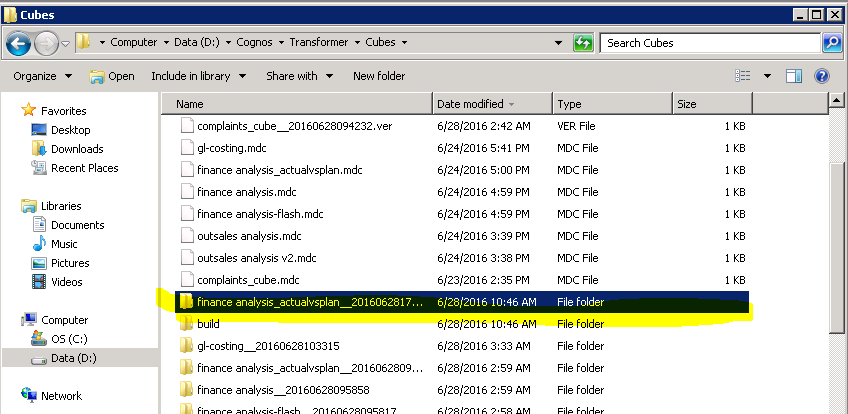 Cubes
Computer Data (D:) Cognos Transformer Cubes
Search Cubes
Organize Open Include in library Share with New folder
Name Date modified Type Size
Favorites
Desktop
Downloads
Recent Places
Libraries
Documents
Music
Pictures
Videos
Computer
OS (C:)
Data (D:)
Network
complaints_cube__20160628094232.ver 6/28/2016 2:42 AM VER File 1 KB
gl-costing.mdc 6/24/2016 5:41 PM MDC File 1 KB
finance analysis_actualvsplan.mdc 6/24/2016 5:00 PM MDC File 1 KB
finance analysis.mdc 6/24/2016 4:59 PM MDC File 1 KB
finance analysis-flash.mdc 6/24/2016 4:59 PM MDC File 1 KB
outsales analysis.mdc 6/24/2016 3:39 PM MDC File 1 KB
outsales analysis v2.mdc 6/24/2016 3:38 PM MDC File 1 KB
complaints_cube.mdc 6/23/2016 2:35 PM MDC File 1 KB
finance analysis_actualvsplan__2016062817... 6/28/2016 10:46 AM File folder
build 6/28/2016 10:46 AM File folder
gl-costing__20160628103315 6/28/2016 3:33 AM File folder
finance analysis_actualvsplan__2016062809... 6/28/2016 2:59 AM File folder
finance analysis__20160628095858 6/28/2016 2:59 AM File folder
finance analysis-flash__20160628095817 6/28/2016 2:58 AM File folder